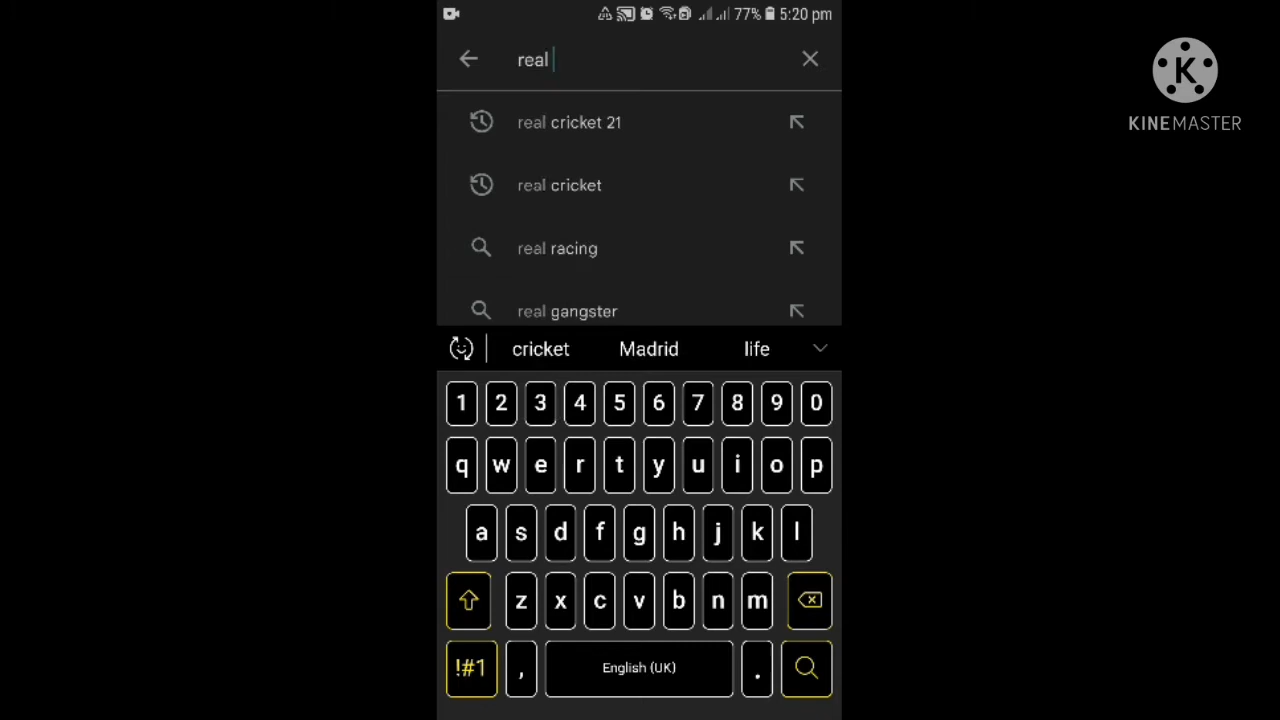 77% 5:20 pm
real
K
KINEMASTER
real cricket 21
real cricket
real racing
real gangster
cricket Madrid life
1 2 3 4 5 6 7 8 9 0
q w e r t y u i o p
a s d f g h j k l
z x c v b n m
!#1 , English (UK) .